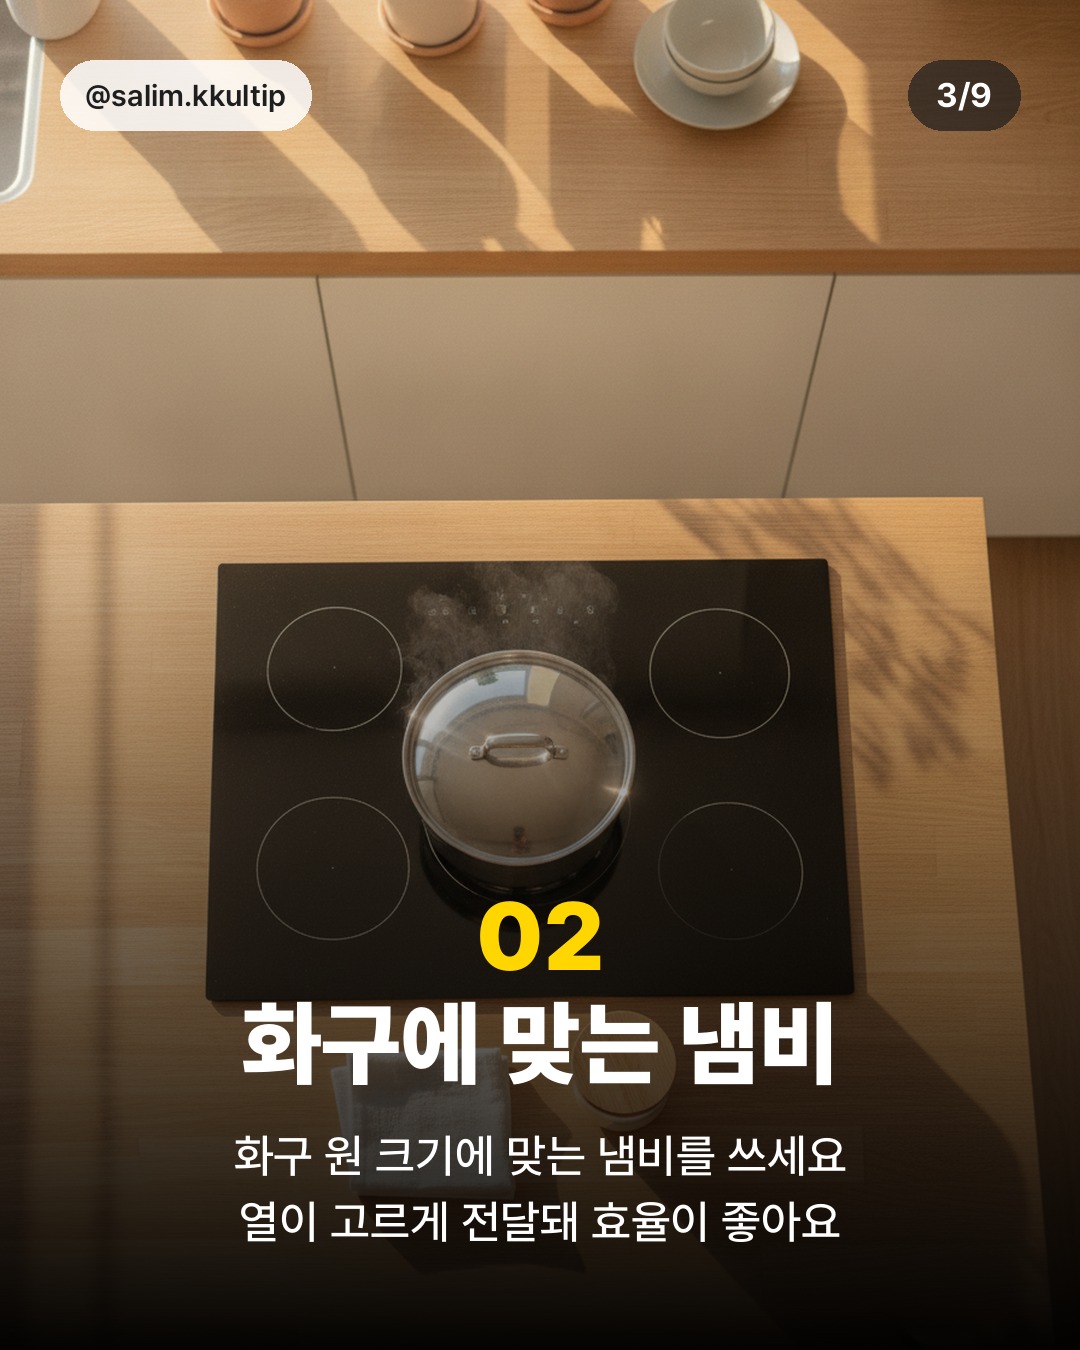 @salim.kkultip
3/9
02
화구에 맞는 냄비
화구 원 크기에 맞는 냄비를 쓰세요
열이 고르게 전달돼 효율이 좋아요